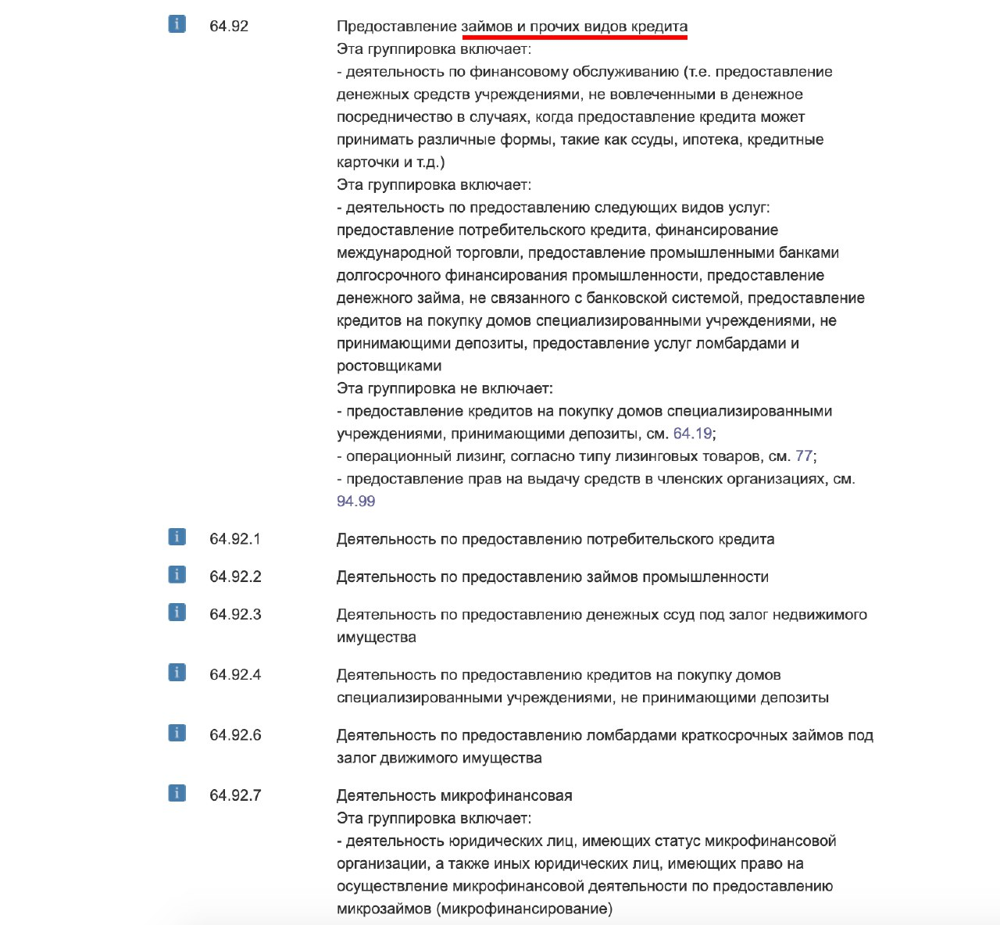 64.92 Предоставление займов и прочих видов кредита
Эта группировка включает:
- деятельность по финансовому обслуживанию (т.е. предоставление
денежных средств учреждениями, не вовлеченными в денежное
посредничество в случаях, когда предоставление кредита может
принимать различные формы, такие как ссуды, ипотека, кредитные
карточки и т.д.)
Эта группировка включает:
- деятельность по предоставлению следующих видов услуг:
предоставление потребительского кредита, финансирование
международной торговли, предоставление промышленными банками
долгосрочного финансирования промышленности, предоставление
денежного займа, не связанного с банковской системой, предоставление
кредитов на покупку домов специализированными учреждениями, не
принимающими депозиты, предоставление услуг ломбардами и
ростовщиками
Эта группировка не включает:
- предоставление кредитов на покупку домов специализированными
учреждениями, принимающими депозиты, см. 64.19;
- операционный лизинг, согласно типу лизинговых товаров, см. 77;
- предоставление прав на выдачу средств в членских организациях, см.
94.99
64.92.1 Деятельность по предоставлению потребительского кредита
64.92.2 Деятельность по предоставлению займов промышленности
64.92.3 Деятельность по предоставлению денежных ссуд под залог недвижимого
имущества
64.92.4 Деятельность по предоставлению кредитов на покупку домов
специализированными учреждениями, не принимающими депозиты
64.92.6 Деятельность по предоставлению ломбардами краткосрочных займов под
залог движимого имущества
64.92.7 Деятельность микрофинансовая
Эта группировка включает:
- деятельность юридических лиц, имеющих статус микрофинансовой
организации, а также иных юридических лиц, имеющих право на
осуществление микрофинансовой деятельности по предоставлению
микрозаймов (микрофинансирование)